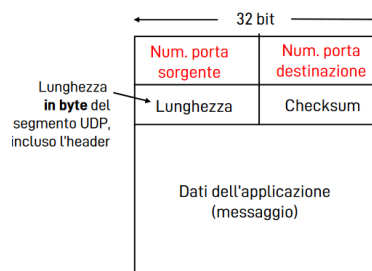 32 bit
Num. porta
sorgente
Num. porta
destinazione
Lunghezza
in byte del
segmento UDP,
incluso l'header
Lunghezza
Checksum
Dati dell'applicazione
(messaggio)